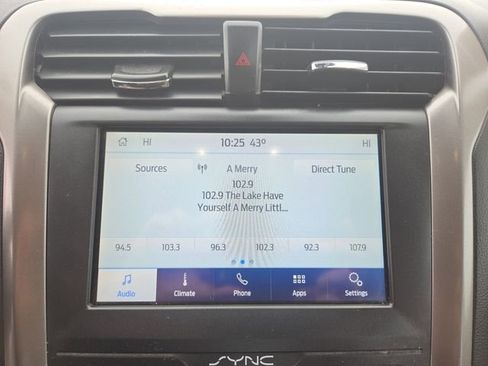 HI 10:25 43° HI
Sources A Merry Direct Tune
102.9
102.9 The Lake Have
Yourself A Merry Littl...
94.5 103.3 96.3 102.3 92.3 107.9
Audio Climate Phone Apps Settings
SYNC